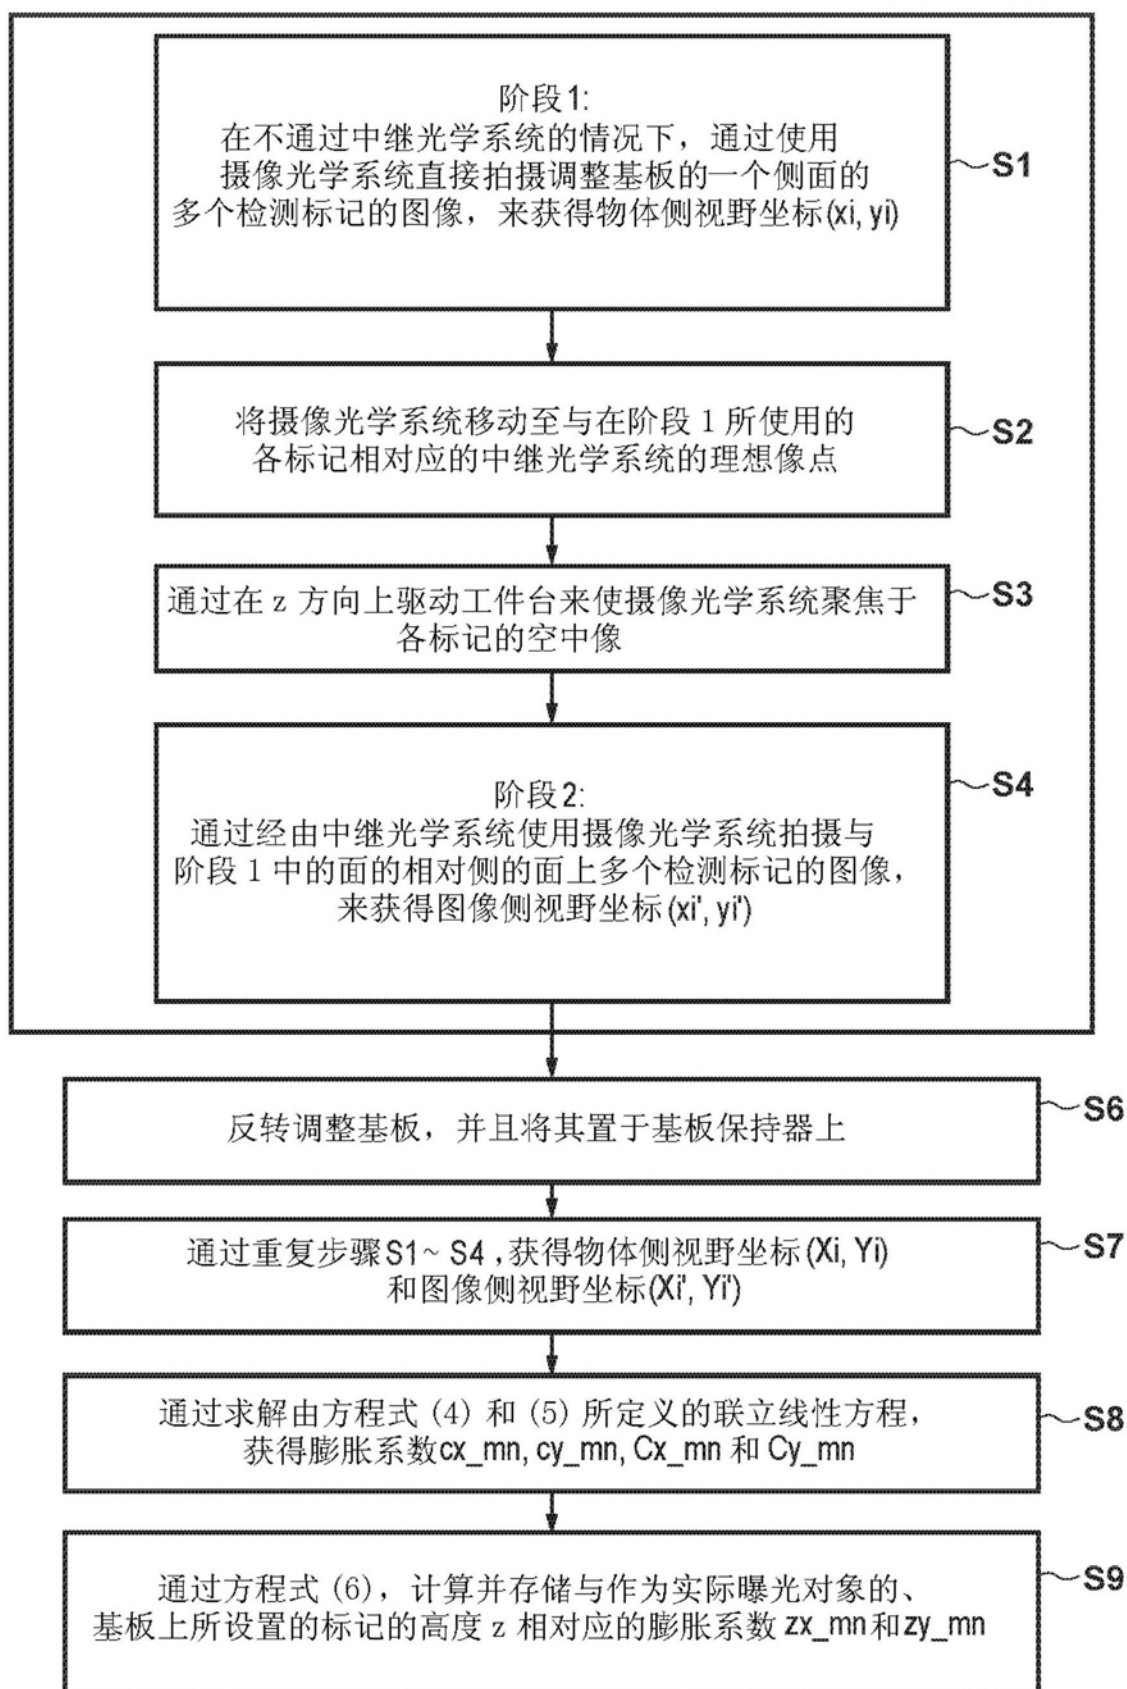 阶段1:
在不通过中继光学系统的情况下，通过使用
摄像光学系统直接拍摄调整基板的一个侧面的
多个检测标记的图像，来获得物体侧视野坐标(xi, yi)
S1
将摄像光学系统移动至与在阶段 1 所使用的
各标记相对应的中继光学系统的理想像点
S2
通过在 z 方向上驱动工件台来使摄像光学系统聚焦于
各标记的空中像
S3
阶段2:
通过经由中继光学系统使用摄像光学系统拍摄与
阶段 1 中的面的相对侧的面上多个检测标记的图像，
来获得图像侧视野坐标(xi', yi')
S4
反转调整基板，并且将其置于基板保持器上
S6
通过重复步骤S1~ S4 ,获得物体侧视野坐标(Xi, Yi)
和图像侧视野坐标(Xi', Yi')
S7
通过求解由方程式 (4) 和 (5) 所定义的联立线性方程，
获得膨胀系数cx_mn, cy_mn, Cx_mn 和 Cy_mn
S8
通过方程式 (6)，计算并存储与作为实际曝光对象的、
基板上所设置的标记的高度 z 相对应的膨胀系数 zx_mn和zy_mn
S9